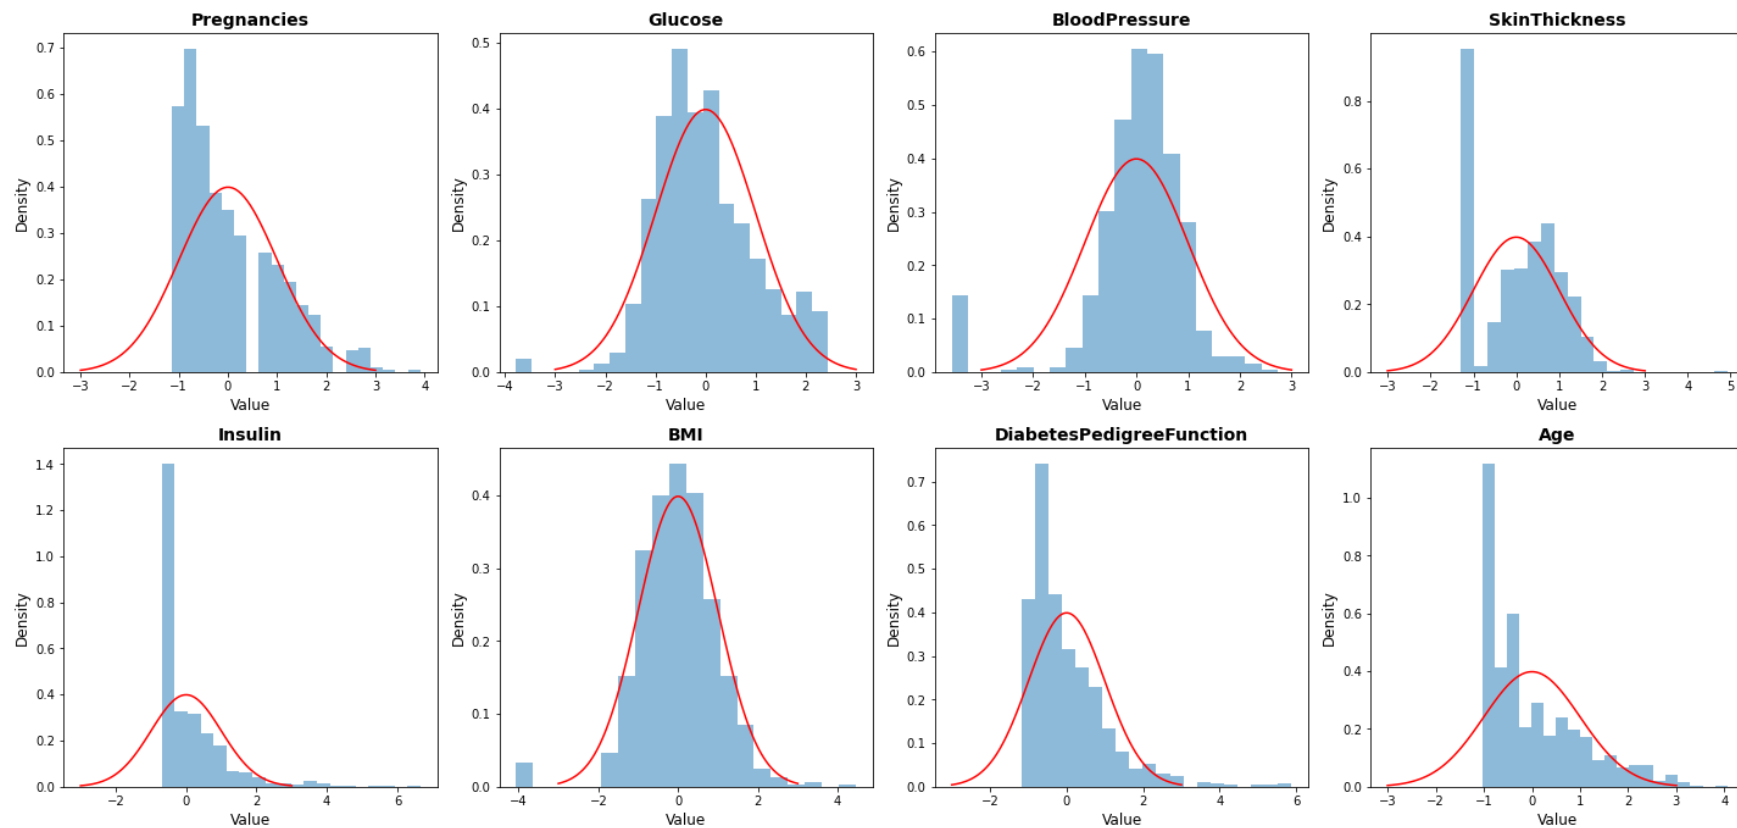 Pregnancies
Glucose
BloodPressure
SkinThickness
0.7
0.6
0.5
0.4
0.3
0.2
0.1
0.0
Density
−3 −2 −1 0 1 2 3 4
Value
0.5
0.4
0.3
0.2
0.1
0.0
Density
−4 −3 −2 −1 0 1 2 3
Value
0.6
0.5
0.4
0.3
0.2
0.1
0.0
Density
−3 −2 −1 0 1 2 3
Value
0.8
0.6
0.4
0.2
0.0
Density
−3 −2 −1 0 1 2 3 4 5
Value
Insulin
BMI
DiabetesPedigreeFunction
Age
1.4
1.2
1.0
0.8
0.6
0.4
0.2
0.0
Density
−2 0 2 4 6
Value
0.4
0.3
0.2
0.1
0.0
Density
−4 −2 0 2 4
Value
0.7
0.6
0.5
0.4
0.3
0.2
0.1
0.0
Density
−2 0 2 4 6
Value
1.0
0.8
0.6
0.4
0.2
0.0
Density
−3 −2 −1 0 1 2 3 4
Value